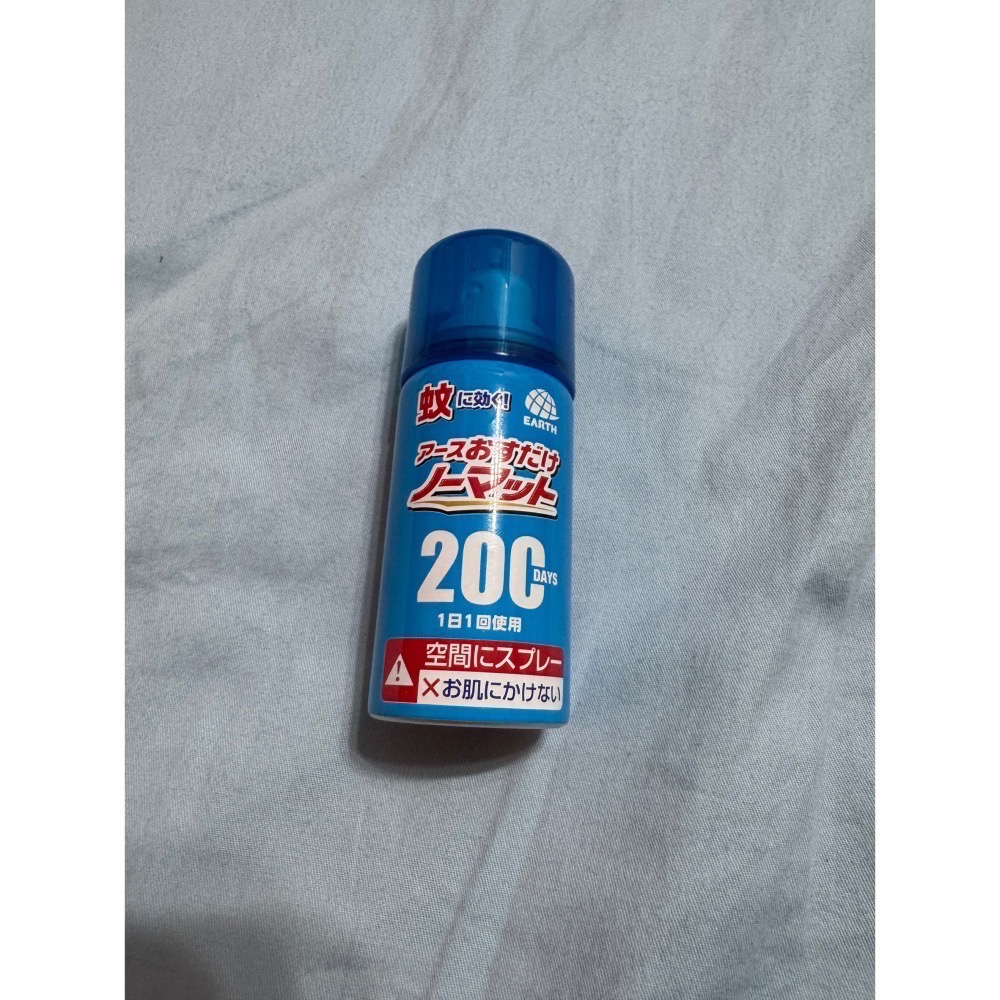 蚊に効く!
EARTH
アースおすだけ
ノーマット
200 DAYS
1日1回使用
空間にスプレー
×お肌にかけない